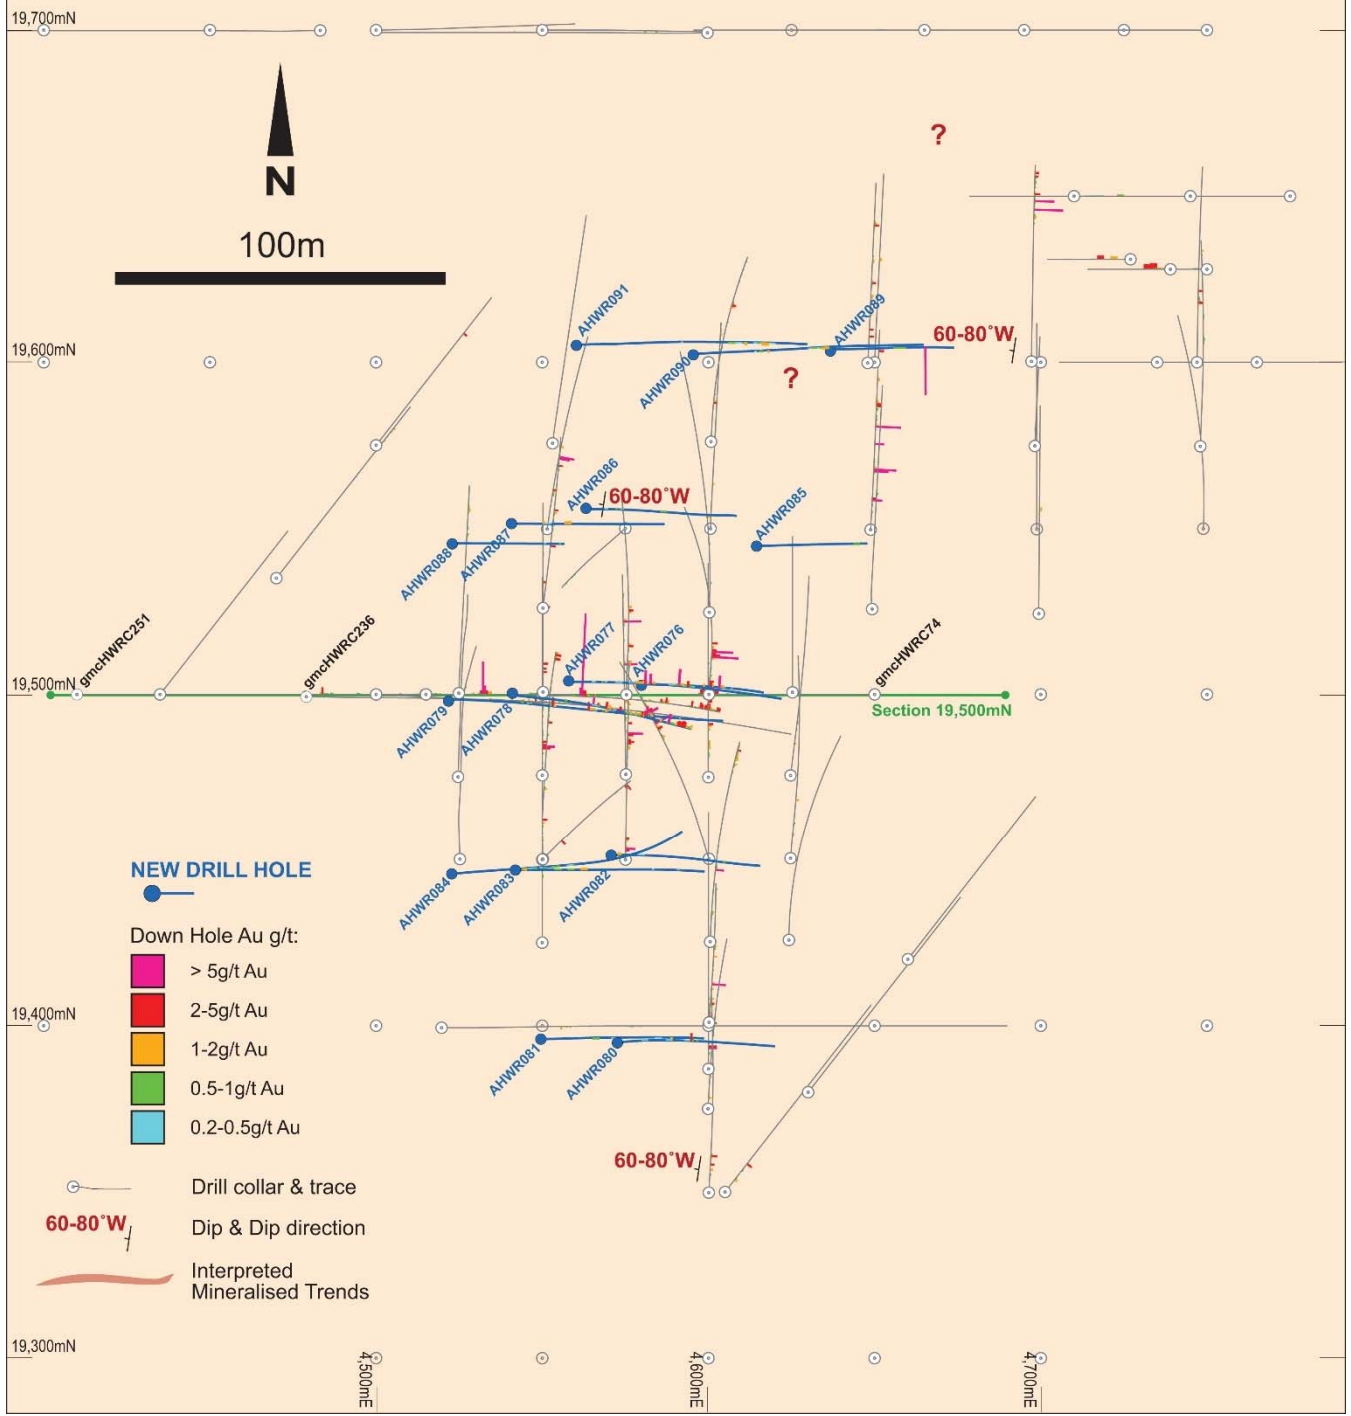 19,700mN
?
N
100m
AHWR091
AHWR089
60-80°W
19,600mN
AHWR090
?
AHWR086
60-80°W
AHWR085
AHWR088
AHWR087
gmcHWRC251
gmcHWRC236
AHWR077
AHWR076
gmcHWRC74
19,500mN
Section 19,500mN
AHWR079
AHWR078
NEW DRILL HOLE
AHWR084
AHWR083
AHWR082
Down Hole Au g/t:
> 5g/t Au
2-5g/t Au
19,400mN
1-2g/t Au
AHWR081
AHWR080
0.5-1g/t Au
0.2-0.5g/t Au
60-80°W
Drill collar & trace
60-80°W
Dip & Dip direction
Interpreted
Mineralised Trends
19,300mN
4,500mE
4,600mE
4,700mE